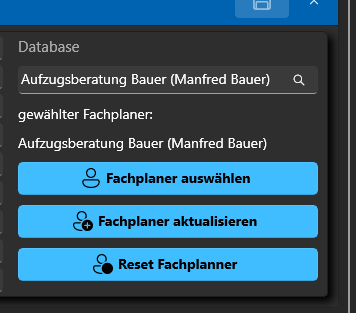 Database
Aufzugsberatung Bauer (Manfred Bauer)
gewählter Fachplaner:
Aufzugsberatung Bauer (Manfred Bauer)
Fachplaner auswählen
Fachplaner aktualisieren
Reset Fachplanner